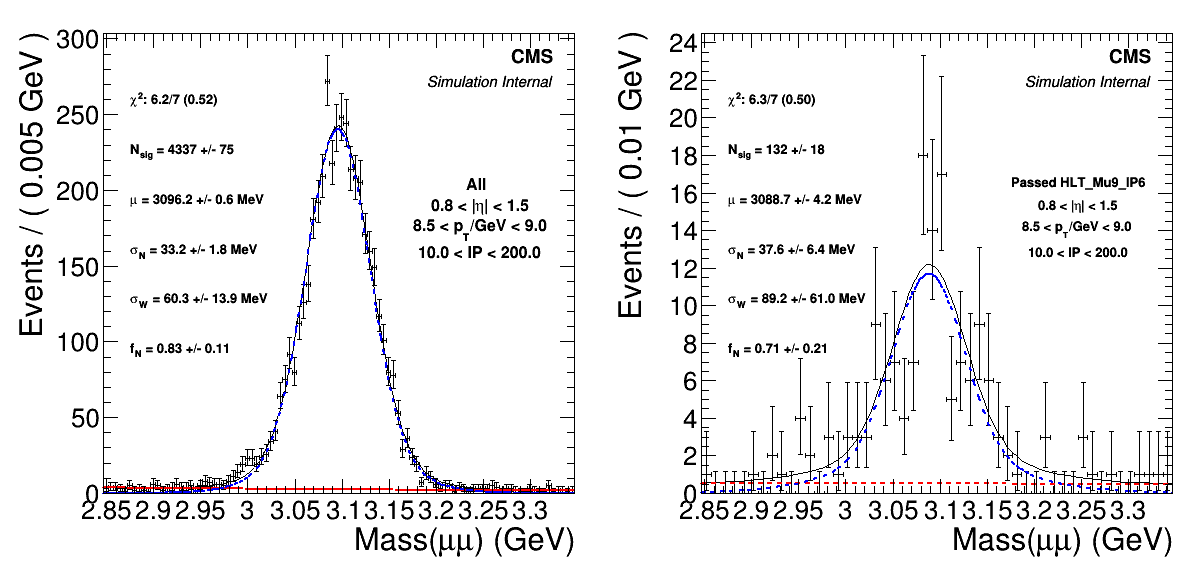 Events / ( 0.005 GeV )
300
250
200
150
100
50
0
CMS
Simulation Internal
χ²: 6.2/7 (0.52)
N_sig = 4337 +/- 75
μ = 3096.2 +/- 0.6 MeV
σ_N = 33.2 +/- 1.8 MeV
σ_W = 60.3 +/- 13.9 MeV
f_N = 0.83 +/- 0.11
All
0.8 < |η| < 1.5
8.5 < p_T/GeV < 9.0
10.0 < IP < 200.0
2.85 2.9 2.95 3 3.05 3.1 3.15 3.2 3.25 3.3
Mass(μμ) (GeV)
Events / ( 0.01 GeV )
24
22
20
18
16
14
12
10
8
6
4
2
0
CMS
Simulation Internal
χ²: 6.3/7 (0.50)
N_sig = 132 +/- 18
μ = 3088.7 +/- 4.2 MeV
σ_N = 37.6 +/- 6.4 MeV
σ_W = 89.2 +/- 61.0 MeV
f_N = 0.71 +/- 0.21
Passed HLT_Mu9_IP6
0.8 < |η| < 1.5
8.5 < p_T/GeV < 9.0
10.0 < IP < 200.0
2.85 2.9 2.95 3 3.05 3.1 3.15 3.2 3.25 3.3
Mass(μμ) (GeV)